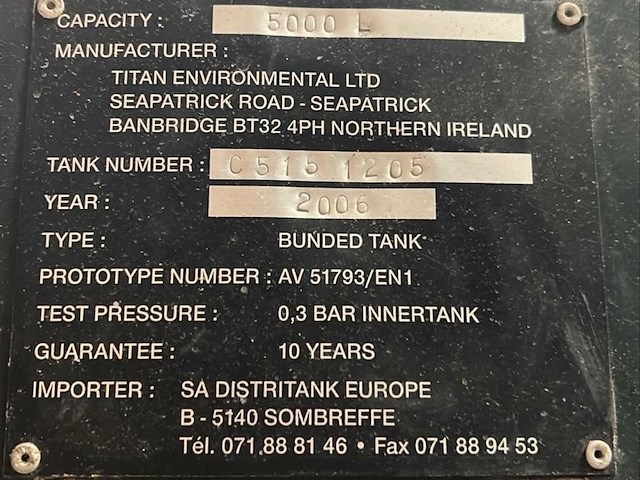 CAPACITY : 5000 L
MANUFACTURER :
TITAN ENVIRONMENTAL LTD
SEAPATRICK ROAD - SEAPATRICK
BANBRIDGE BT32 4PH NORTHERN IRELAND
TANK NUMBER : C515 1205
YEAR : 2006
TYPE : BUNDED TANK
PROTOTYPE NUMBER : AV 51793/EN1
TEST PRESSURE : 0,3 BAR INNERTANK
GUARANTEE : 10 YEARS
IMPORTER : SA DISTRITANK EUROPE
B - 5140 SOMBREFFE
Tél. 071 88 81 46 • Fax 071 88 94 53